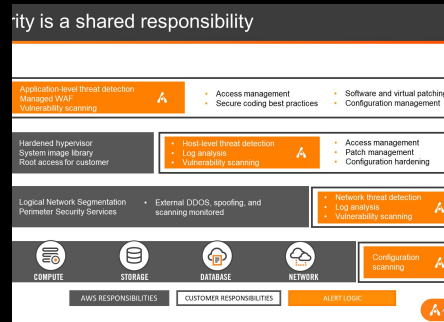 rity is a shared responsibility
Application-level threat detection
Managed WAF
Vulnerability scanning
• Access management
• Secure coding best practices
• Software and virtual patching
• Configuration management
Hardened hypervisor
System image library
Root access for customer
• Host-level threat detection
• Log analysis
• Vulnerability scanning
• Access management
• Patch management
• Configuration hardening
Logical Network Segmentation
Perimeter Security Services
• External DDOS, spoofing, and
scanning monitored
• Network threat detection
• Log analysis
• Vulnerability scanning
COMPUTE
STORAGE
DATABASE
NETWORK
Configuration
scanning
AWS RESPONSIBILITIES
CUSTOMER RESPONSIBILITIES
ALERT LOGIC